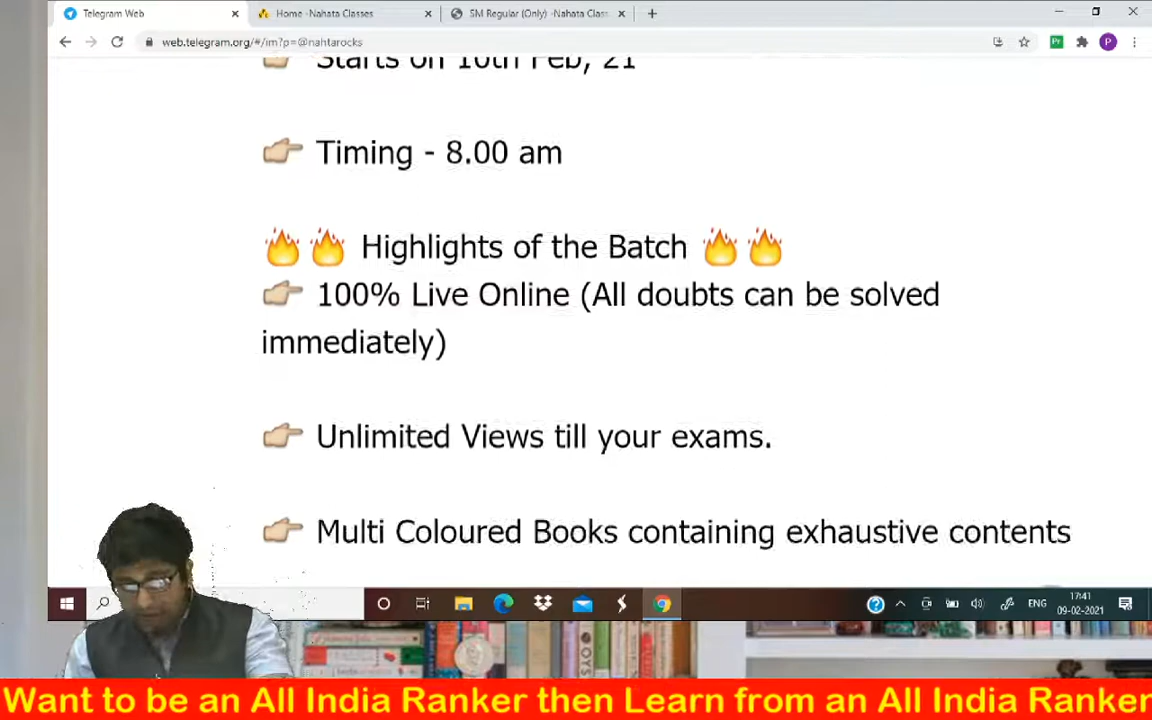 Telegram Web
Home -Nahata Classes
SM Regular (Only) -Nahata Class
web.telegram.org/#/im?p=@nahtarocks
Starts on 10th Feb, 21
Timing - 8.00 am
Highlights of the Batch
100% Live Online (All doubts can be solved
immediately)
Unlimited Views till your exams.
Multi Coloured Books containing exhaustive contents
ENG
17:41
09-02-2021
Want to be an All India Ranker then Learn from an All India Ranker